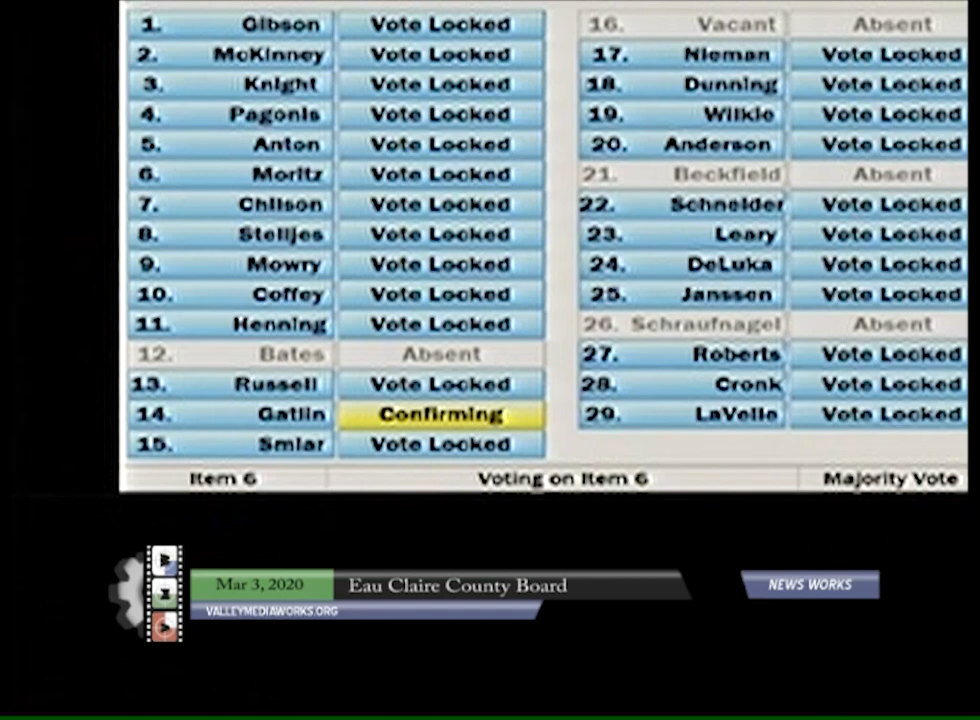 1. Gibson Vote Locked
2. McKinney Vote Locked
3. Knight Vote Locked
4. Pagonis Vote Locked
5. Anton Vote Locked
6. Moritz Vote Locked
7. Chilson Vote Locked
8. Stelljes Vote Locked
9. Mowry Vote Locked
10. Coffey Vote Locked
11. Henning Vote Locked
12. Bates Absent
13. Russell Vote Locked
14. Gatlin Confirming
15. Smiar Vote Locked
16. Vacant Absent
17. Nieman Vote Locked
18. Dunning Vote Locked
19. Wilkie Vote Locked
20. Anderson Vote Locked
21. Beckfield Absent
22. Schneider Vote Locked
23. Leary Vote Locked
24. DeLuka Vote Locked
25. Janssen Vote Locked
26. Schraufnagel Absent
27. Roberts Vote Locked
28. Cronk Vote Locked
29. LaVelle Vote Locked
Item 6 Voting on Item 6 Majority Vote
Mar 3, 2020 Eau Claire County Board NEWS WORKS
VALLEYMEDIAWORKS.ORG